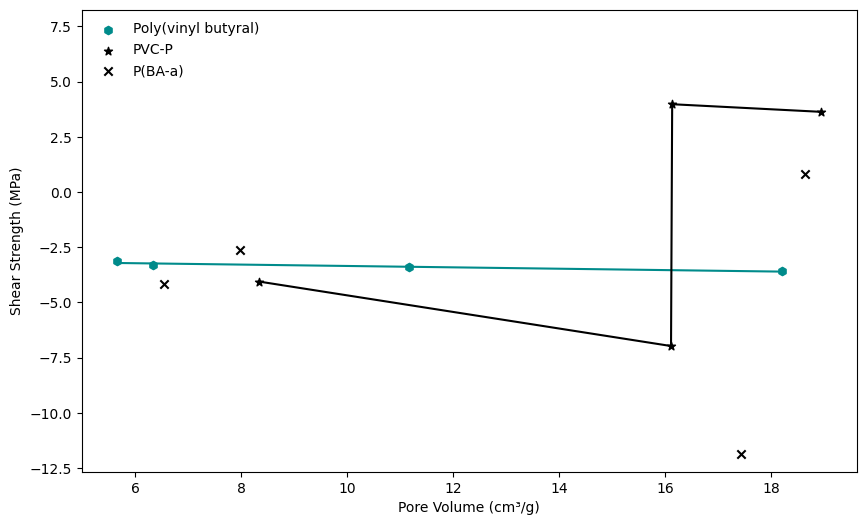 Poly(vinyl butyral)
PVC-P
P(BA-a)
7.5
5.0
2.5
0.0
−2.5
−5.0
−7.5
−10.0
−12.5
Shear Strength (MPa)
6 8 10 12 14 16 18
Pore Volume (cm³/g)